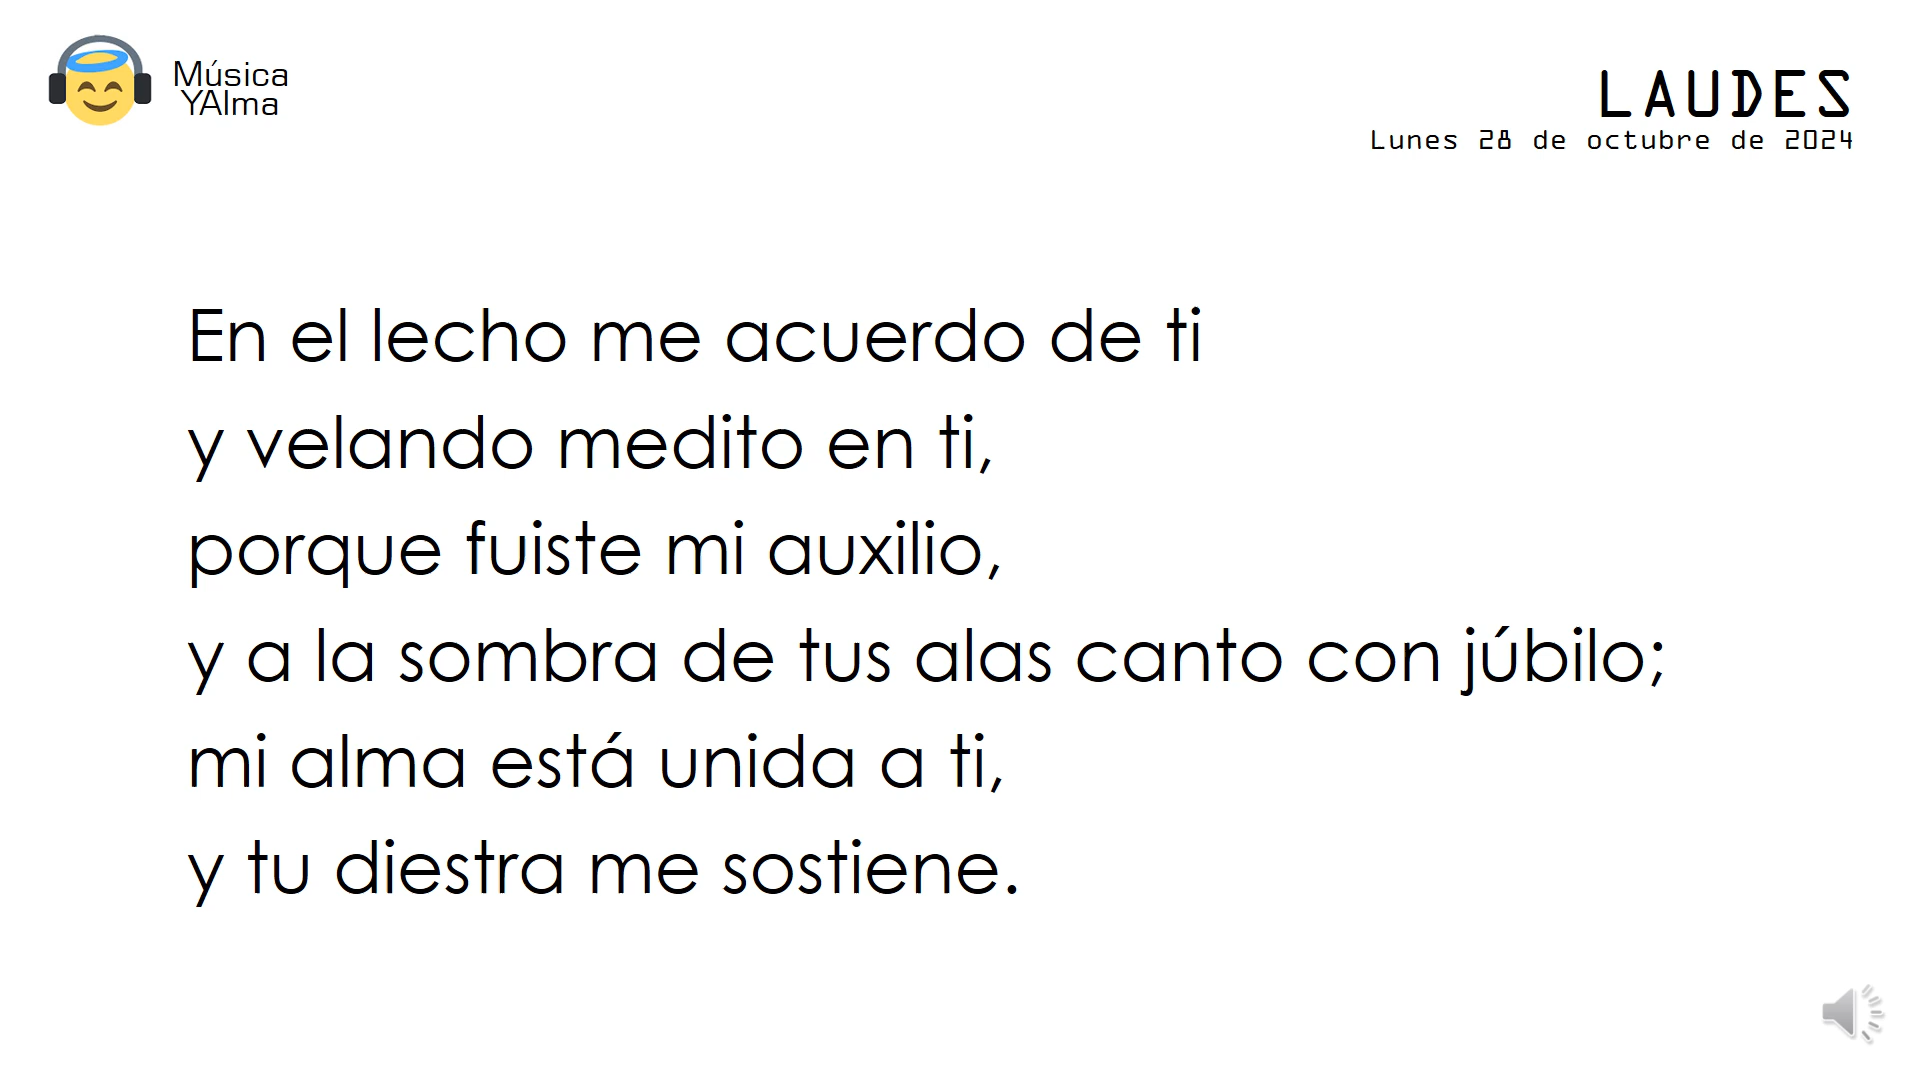 Música
YAlma
LAUDES
Lunes 28 de octubre de 2024
En el lecho me acuerdo de ti
y velando medito en ti,
porque fuiste mi auxilio,
y a la sombra de tus alas canto con júbilo;
mi alma está unida a ti,
y tu diestra me sostiene.